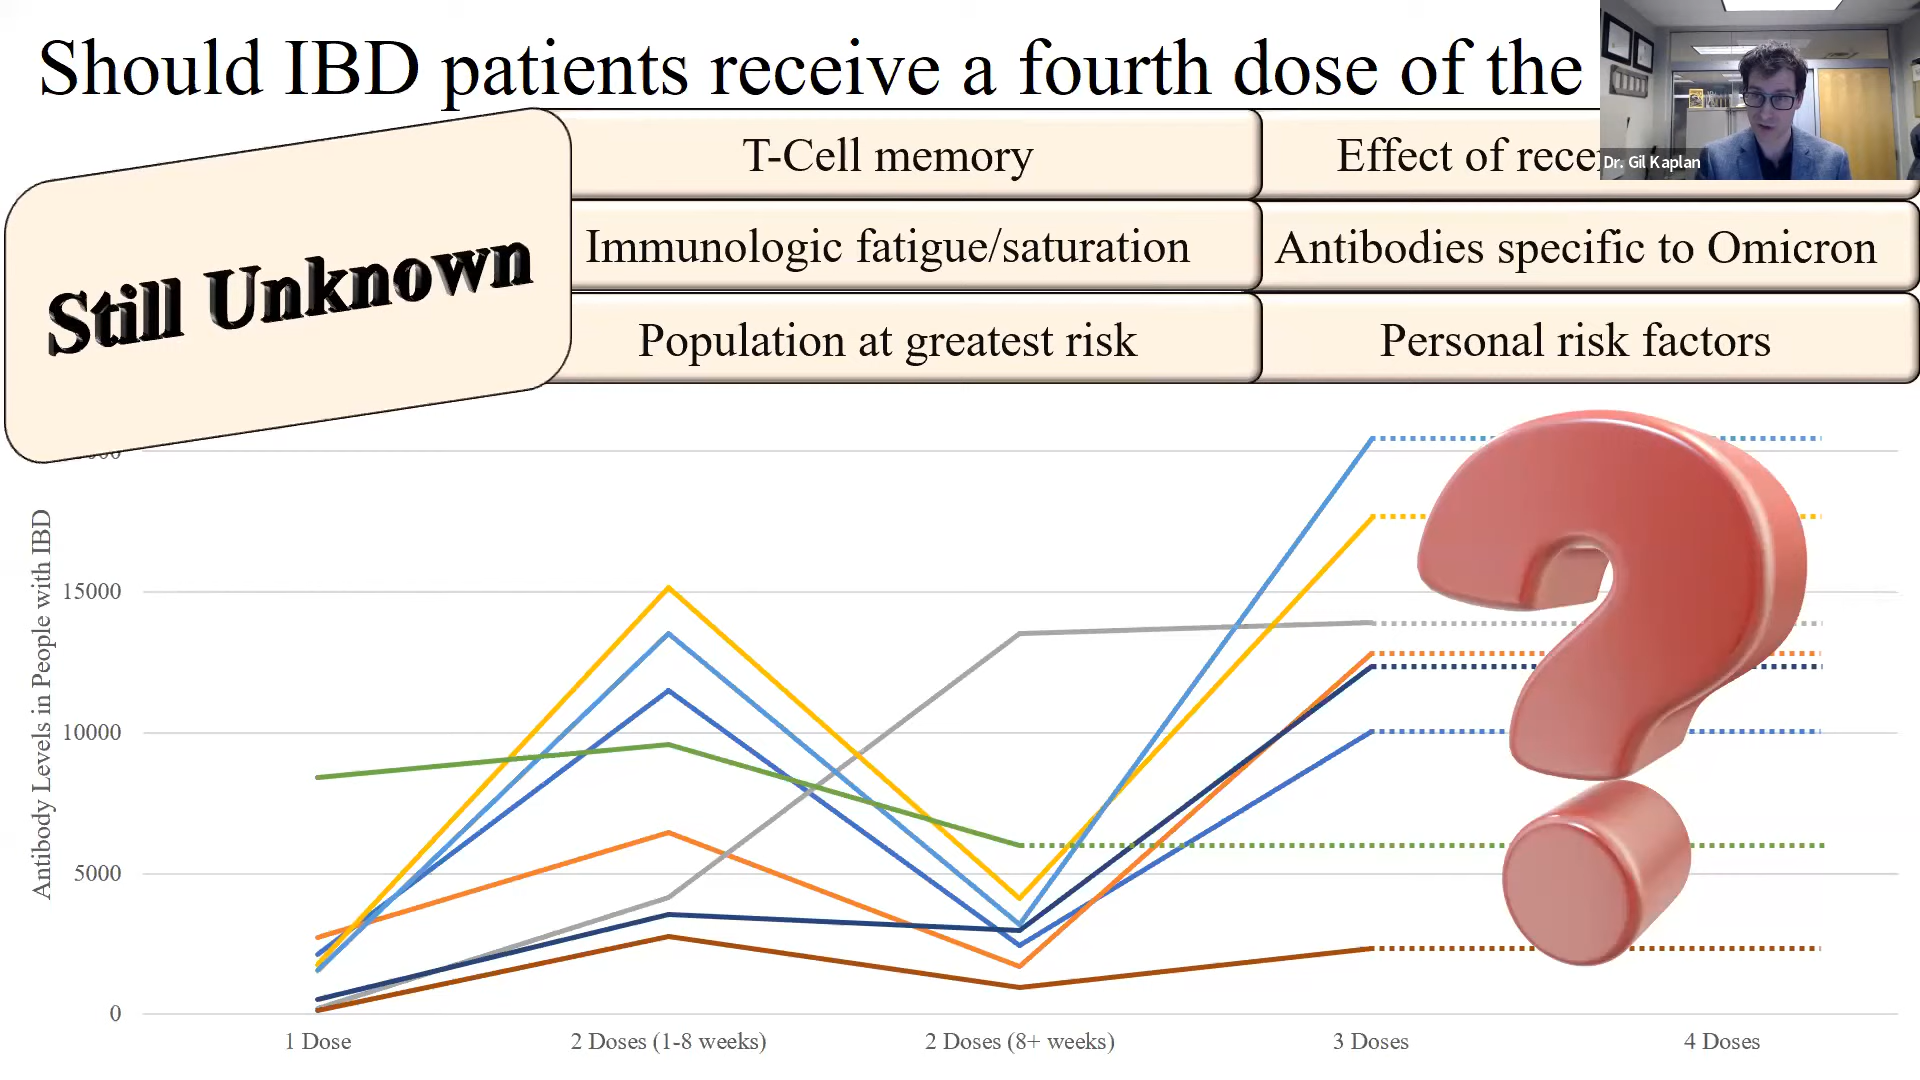 Should IBD patients receive a fourth dose of the
Dr. Gil Kaplan
Still Unknown
T-Cell memory
Effect of
Immunologic fatigue/saturation
Antibodies specific to Omicron
Population at greatest risk
Personal risk factors
Antibody Levels in People with IBD
15000
10000
5000
0
1 Dose
2 Doses (1-8 weeks)
2 Doses (8+ weeks)
3 Doses
4 Doses